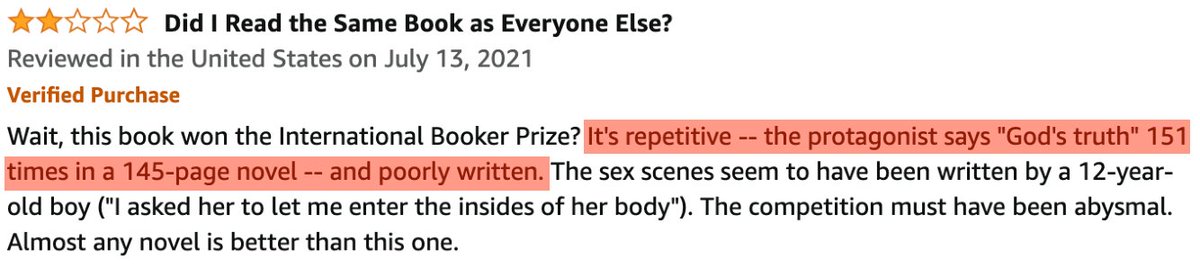 Did I Read the Same Book as Everyone Else?
Reviewed in the United States on July 13, 2021
Verified Purchase
Wait, this book won the International Booker Prize? It's repetitive -- the protagonist says "God's truth" 151
times in a 145-page novel -- and poorly written. The sex scenes seem to have been written by a 12-year-
old boy ("I asked her to let me enter the insides of her body"). The competition must have been abysmal.
Almost any novel is better than this one.